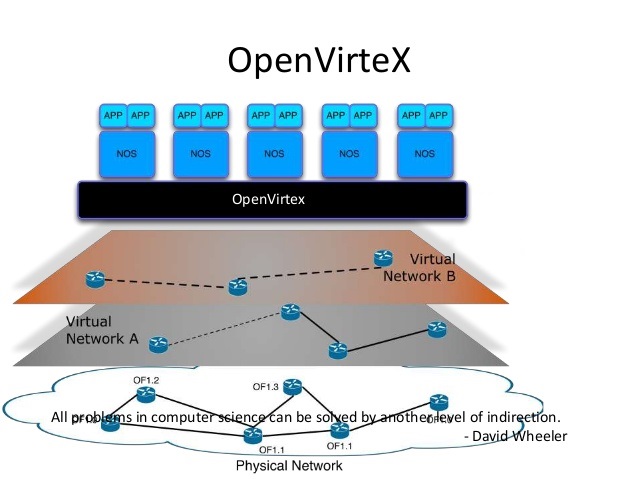 OpenVirteX
APP APP APP APP APP APP APP APP APP APP
NOS NOS NOS NOS NOS
OpenVirtex
Virtual
Network B
Virtual
Network A
OF1.2
OF1.3
All problems in computer science can be solved by another level of indirection.
- David Wheeler
OF1.1
OF1.1
Physical Network